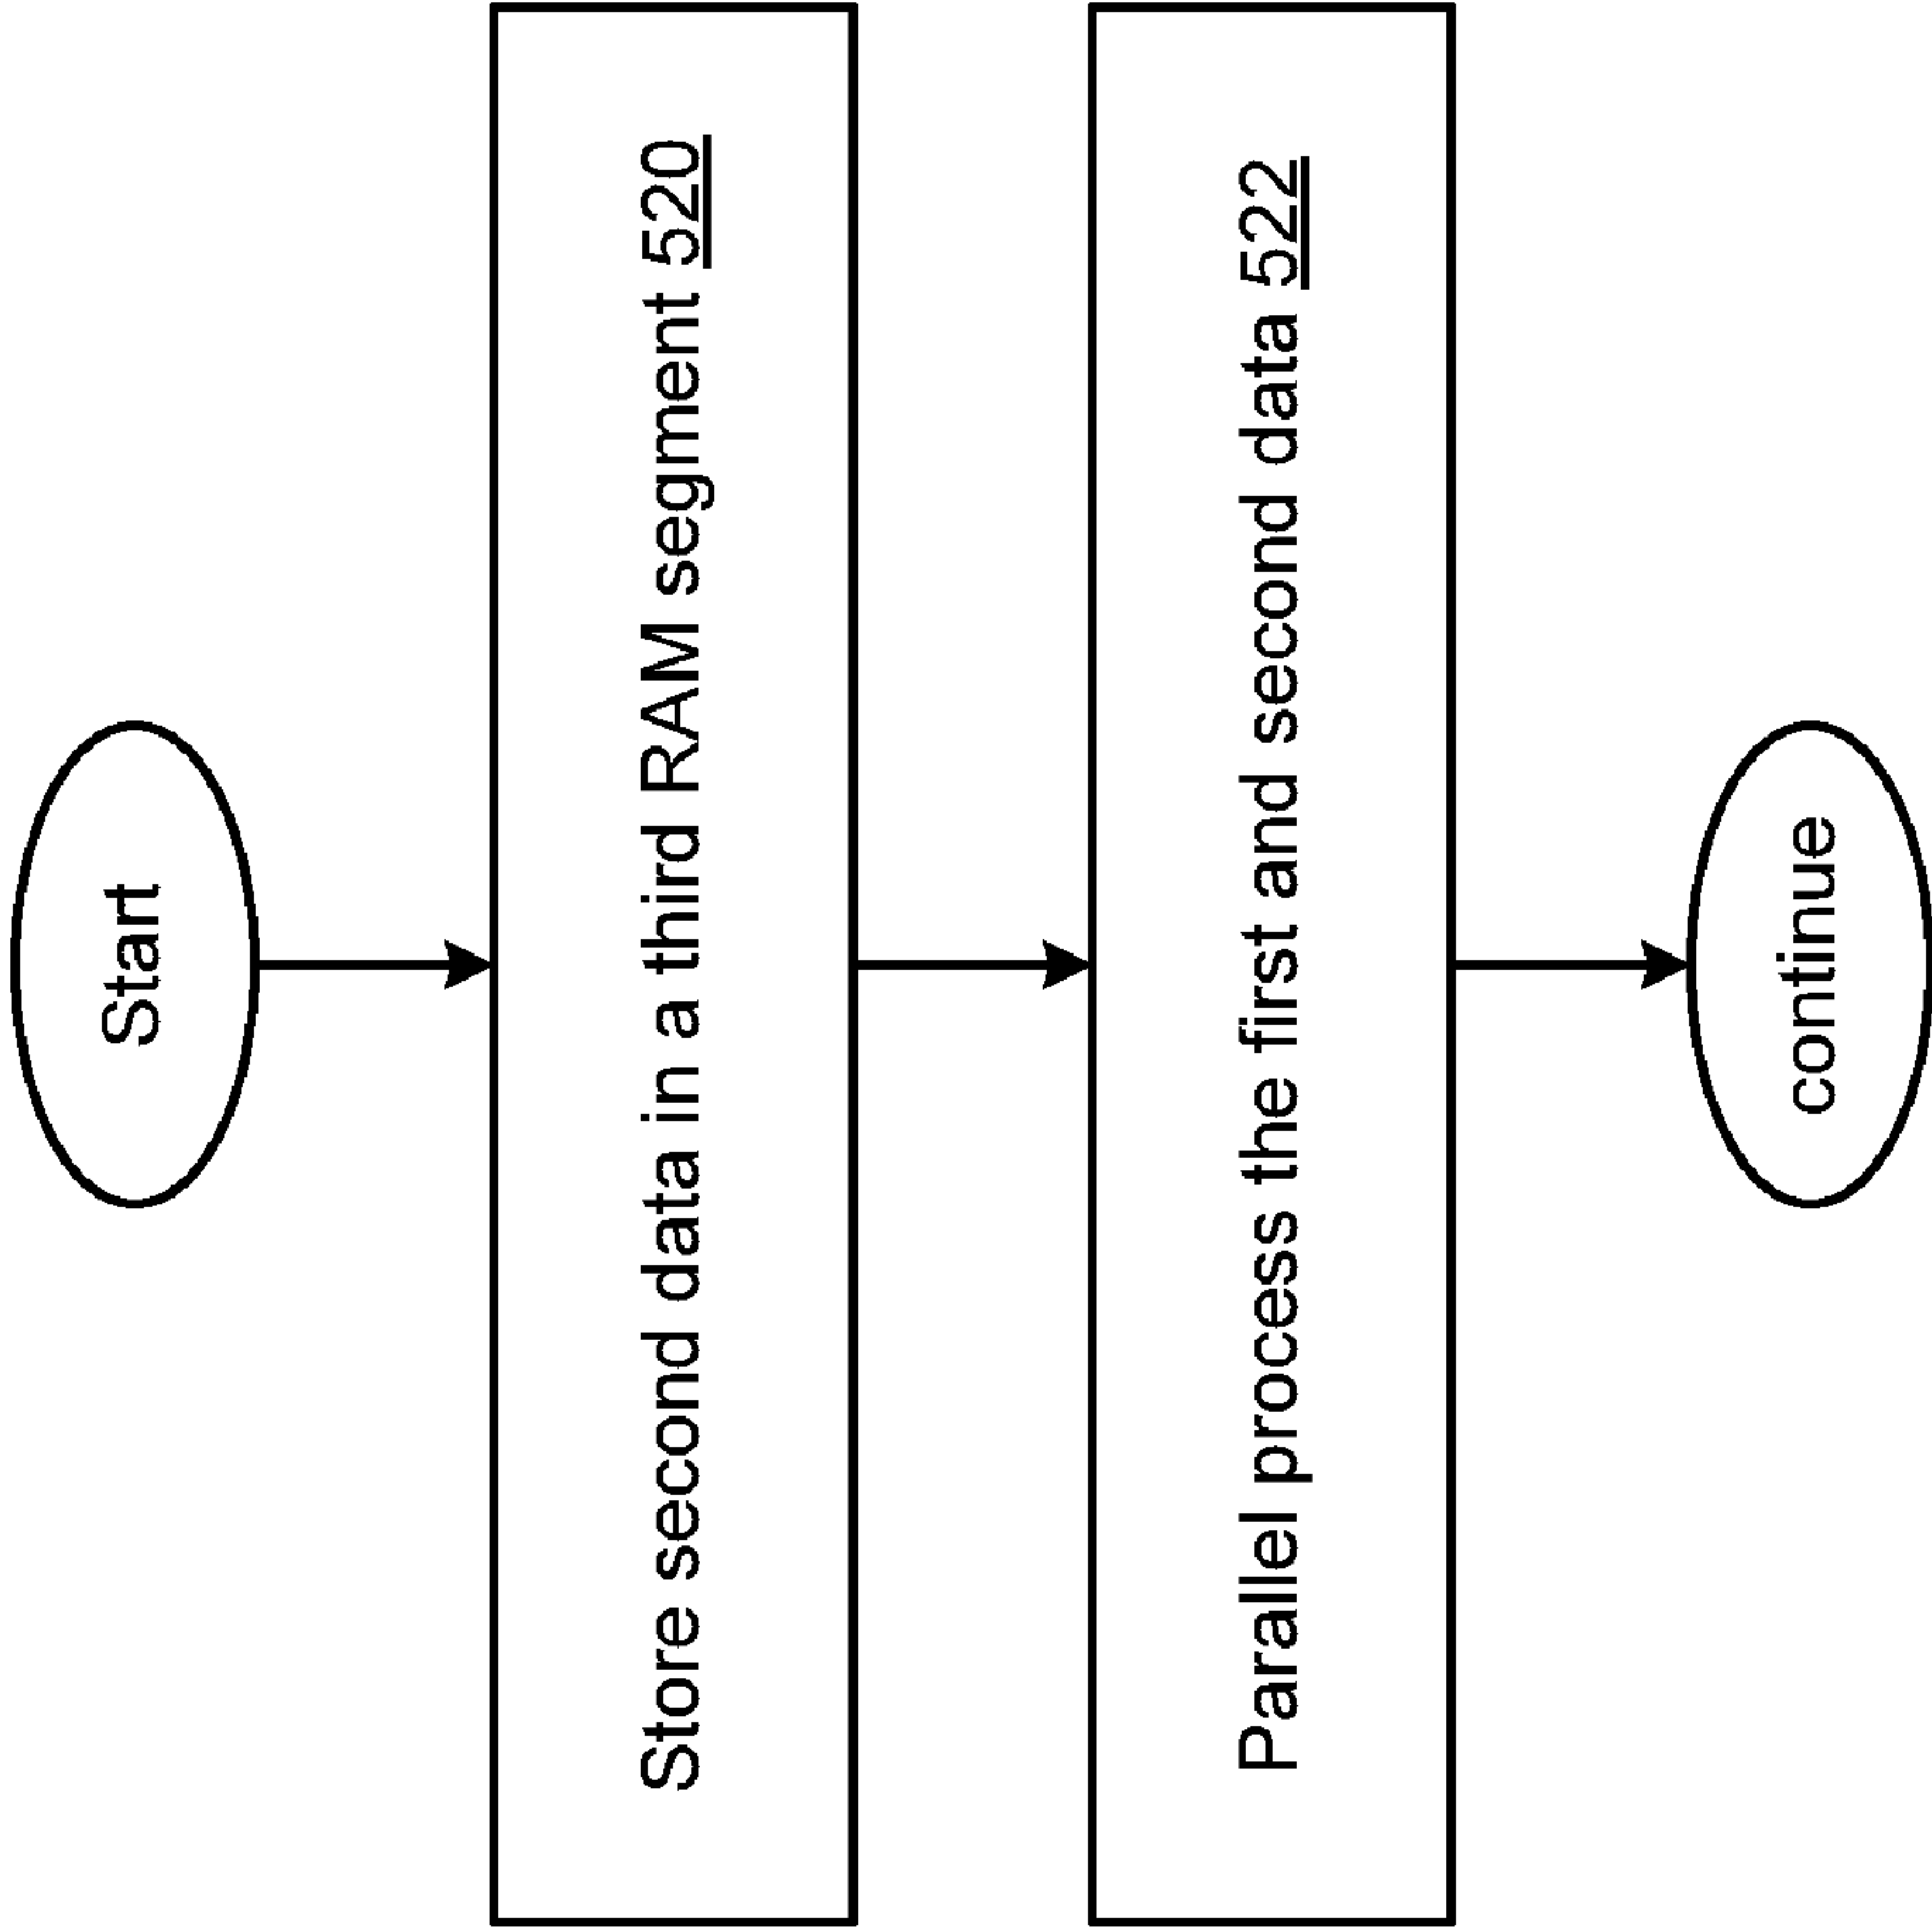 Start
Store second data in a third RAM segment 520
Parallel process the first and second data 522
continue